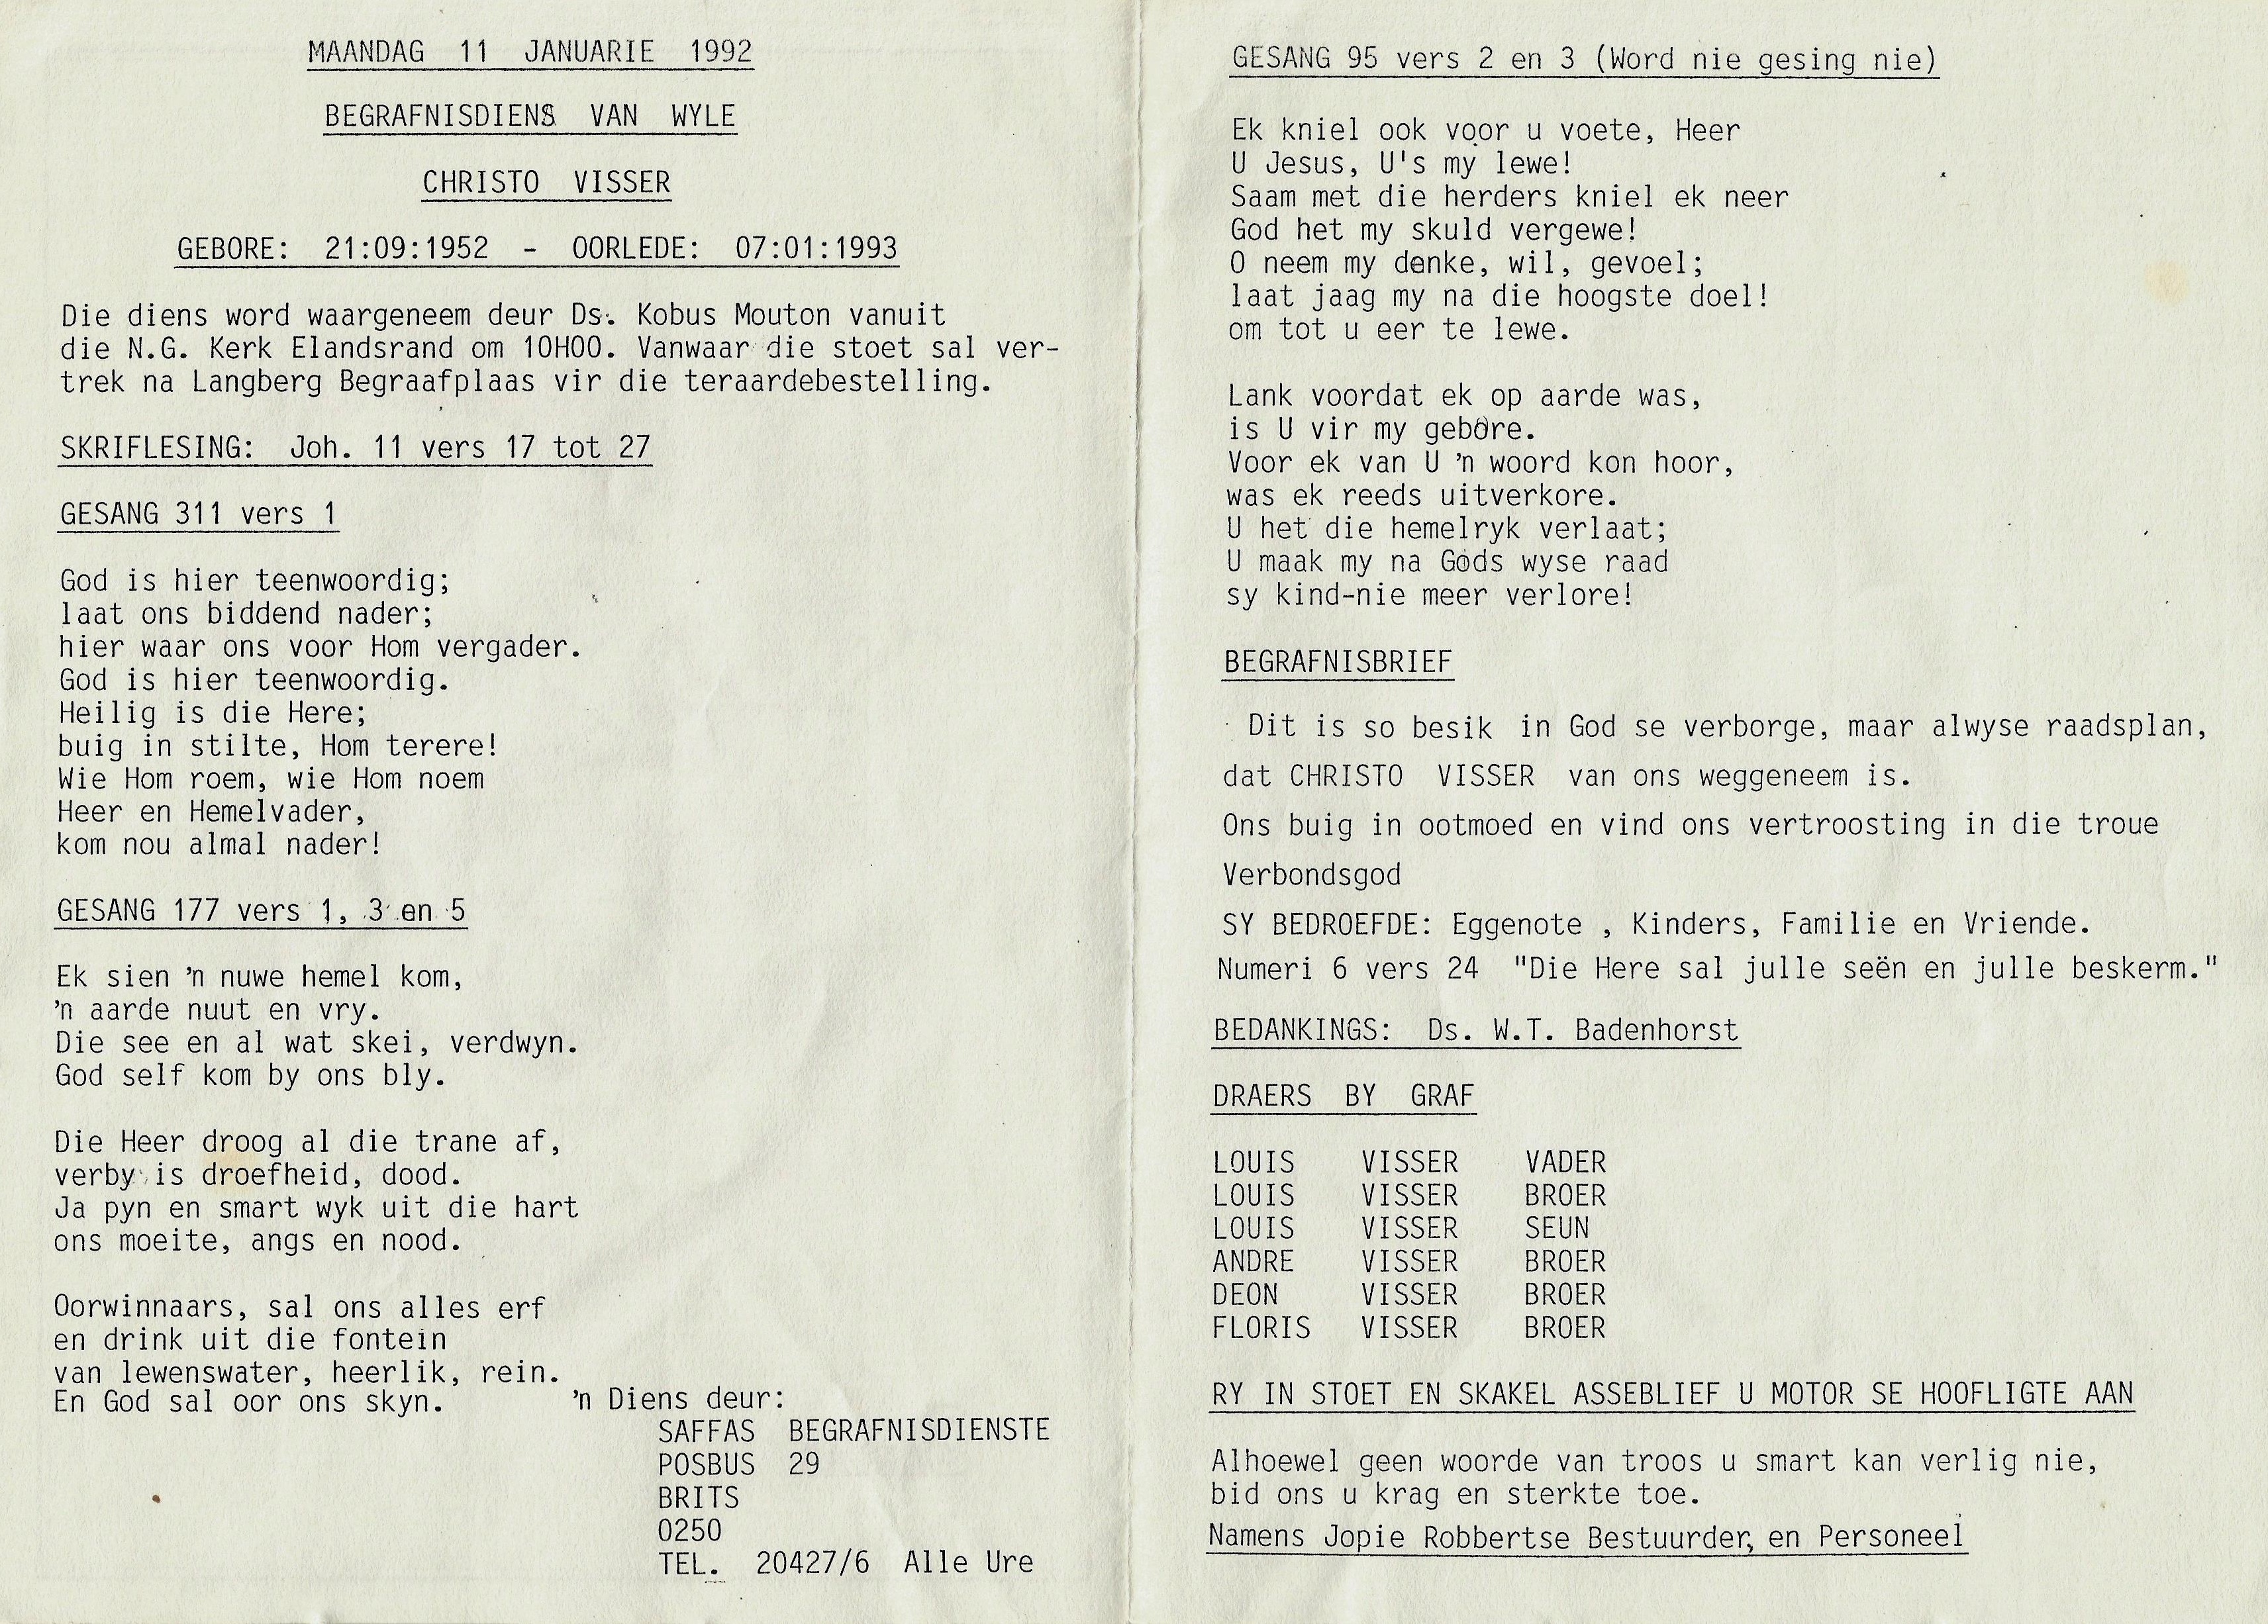 MAANDAG 11 JANUARIE 1992
BEGRAFNISDIENS VAN WYLE
CHRISTO VISSER
GEBORE: 21:09:1952 - OORLEDE: 07:01:1993
Die diens word waargeneem deur Ds. Kobus Mouton vanuit
die N.G. Kerk Elandsrand om 10H00. Vanwaar die stoet sal ver-
trek na Langberg Begraafplaas vir die teraardebestelling.
SKRIFLESING: Joh. 11 vers 17 tot 27
GESANG 311 vers 1
God is hier teenwoordig;
laat ons biddend nader;
hier waar ons voor Hom vergader.
God is hier teenwoordig.
Heilig is die Here;
buig in stilte, Hom terere!
Wie Hom roem, wie Hom noem
Heer en Hemelvader,
kom nou almal nader!
GESANG 177 vers 1, 3 en 5
Ek sien 'n nuwe hemel kom,
'n aarde nuut en vry.
Die see en al wat skei, verdwyn.
God self kom by ons bly.
Die Heer droog al die trane af,
verby is droefheid, dood.
Ja pyn en smart wyk uit die hart
ons moeite, angs en nood.
Oorwinnaars, sal ons alles erf
en drink uit die fontein
van lewenswater, heerlik, rein.
En God sal oor ons skyn.
'n Diens deur:
SAFFAS BEGRAFNISDIENSTE
POSBUS 29
BRITS
0250
TEL. 20427/6 Alle Ure
GESANG 95 vers 2 en 3 (Word nie gesing nie)
Ek kniel ook voor u voete, Heer
U Jesus, U's my lewe!
Saam met die herders kniel ek neer
God het my skuld vergewe!
O neem my denke, wil, gevoel;
laat jaag my na die hoogste doel!
om tot u eer te lewe.
Lank voordat ek op aarde was,
is U vir my gebore.
Voor ek van U 'n woord kon hoor,
was ek reeds uitverkore.
U het die hemelryk verlaat;
U maak my na Gods wyse raad
sy kind-nie meer verlore!
BEGRAFNISBRIEF
Dit is so besik in God se verborge, maar alwyse raadsplan,
dat CHRISTO VISSER van ons weggeneem is.
Ons buig in ootmoed en vind ons vertroosting in die troue
Verbondsgod
SY BEDROEFDE: Eggenote , Kinders, Familie en Vriende.
Numeri 6 vers 24 "Die Here sal julle seën en julle beskerm."
BEDANKINGS: Ds. W.T. Badenhorst
DRAERS BY GRAF
LOUIS VISSER VADER
LOUIS VISSER BROER
LOUIS VISSER SEUN
ANDRE VISSER BROER
DEON VISSER BROER
FLORIS VISSER BROER
RY IN STOET EN SKAKEL ASSEBLIEF U MOTOR SE HOOFLIGTE AAN
Alhoewel geen woorde van troos u smart kan verlig nie,
bid ons u krag en sterkte toe.
Namens Jopie Robbertse Bestuurder, en Personeel